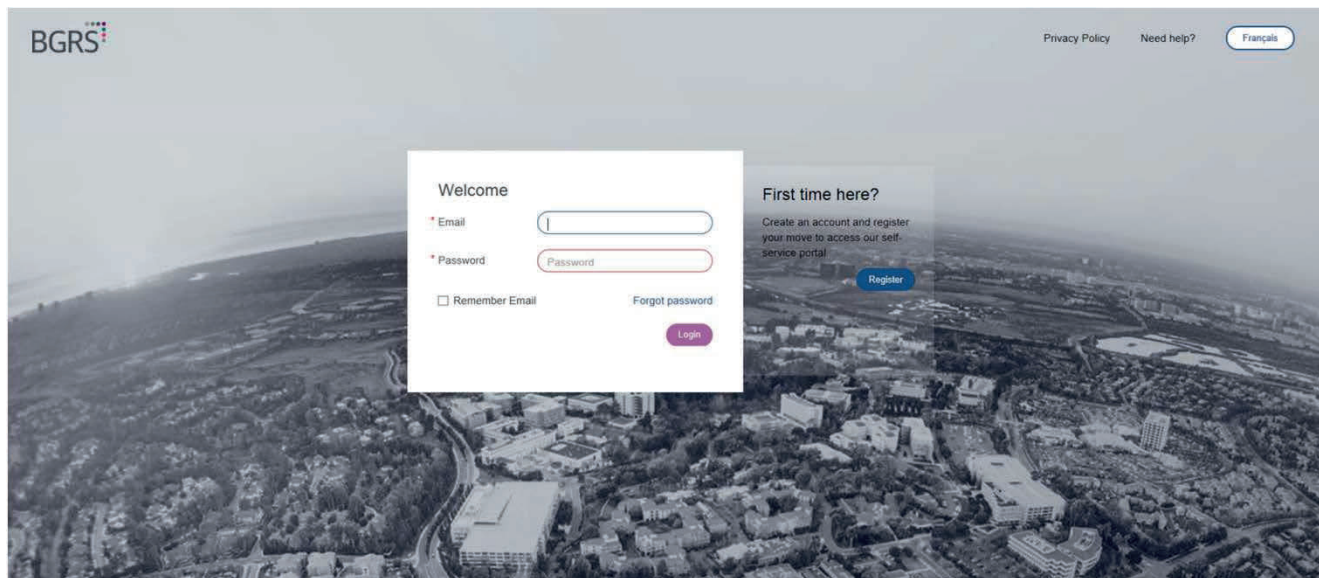 BGRS
Privacy Policy Need help? Français
Welcome
* Email
* Password Password
Remember Email Forgot password
Login
First time here?
Create an account and register
your move to access our self-
service portal
Register